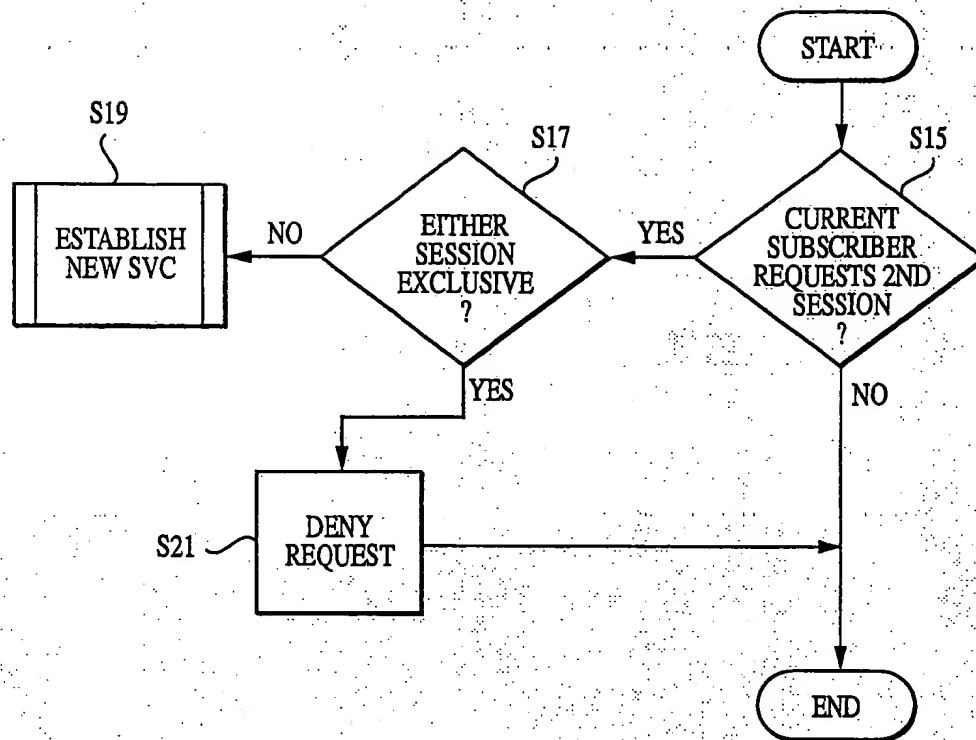 START
S19
S17
S15
ESTABLISH
NEW SVC
NO
EITHER
SESSION
EXCLUSIVE
?
YES
CURRENT
SUBSCRIBER
REQUESTS 2ND
SESSION
?
YES
NO
S21
DENY
REQUEST
END